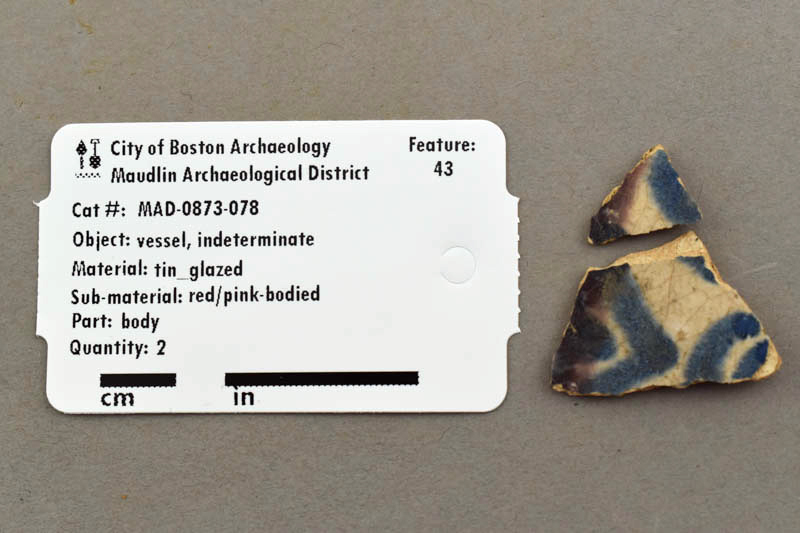 City of Boston Archaeology
Maudlin Archaeological District
Feature:
43
Cat #: MAD-0873-078
Object: vessel, indeterminate
Material: tin_glazed
Sub-material: red/pink-bodied
Part: body
Quantity: 2
cm in